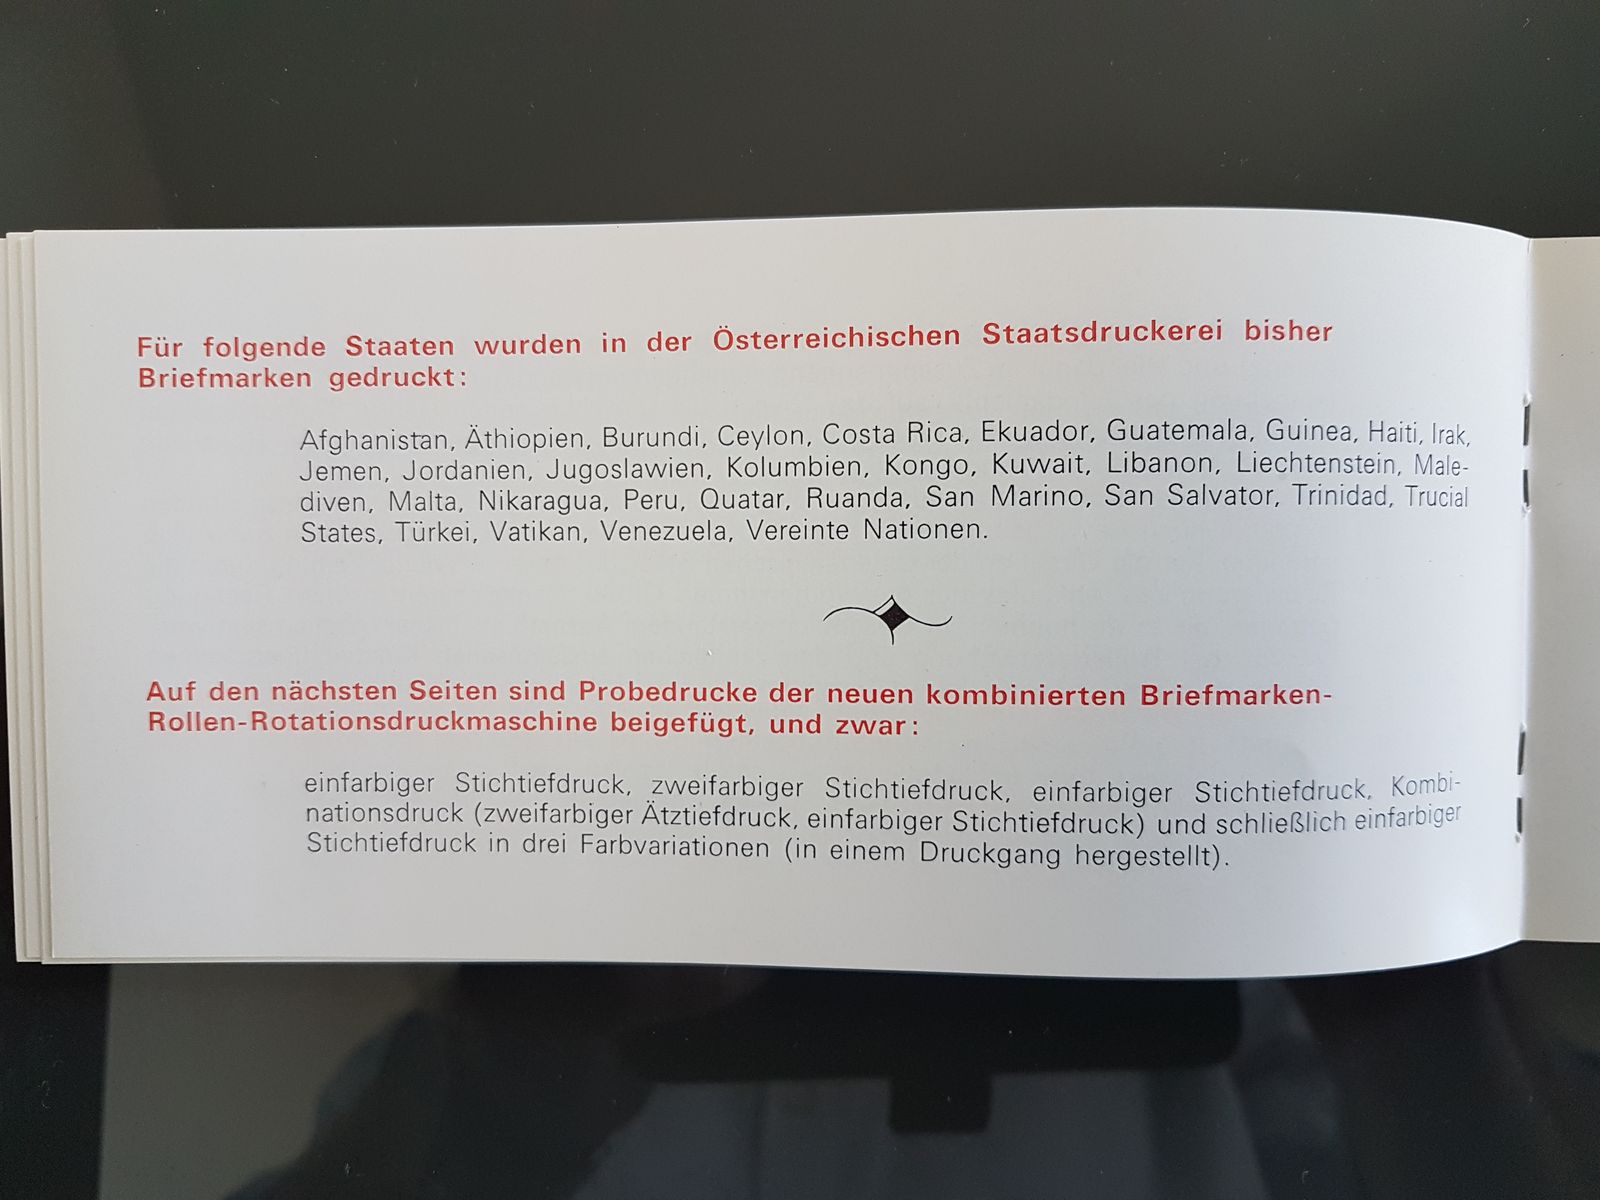 Für folgende Staaten wurden in der Österreichischen Staatsdruckerei bisher
Briefmarken gedruckt:
Afghanistan, Äthiopien, Burundi, Ceylon, Costa Rica, Ekuador, Guatemala, Guinea, Haiti, Irak,
Jemen, Jordanien, Jugoslawien, Kolumbien, Kongo, Kuwait, Libanon, Liechtenstein, Male-
diven, Malta, Nikaragua, Peru, Quatar, Ruanda, San Marino, San Salvator, Trinidad, Trucial
States, Türkei, Vatikan, Venezuela, Vereinte Nationen.
Auf den nächsten Seiten sind Probedrucke der neuen kombinierten Briefmarken-
Rollen-Rotationsdruckmaschine beigefügt, und zwar:
einfarbiger Stichtiefdruck, zweifarbiger Stichtiefdruck, einfarbiger Stichtiefdruck, Kombi-
nationsdruck (zweifarbiger Ätztiefdruck, einfarbiger Stichtiefdruck) und schließlich einfarbiger
Stichtiefdruck in drei Farbvariationen (in einem Druckgang hergestellt).